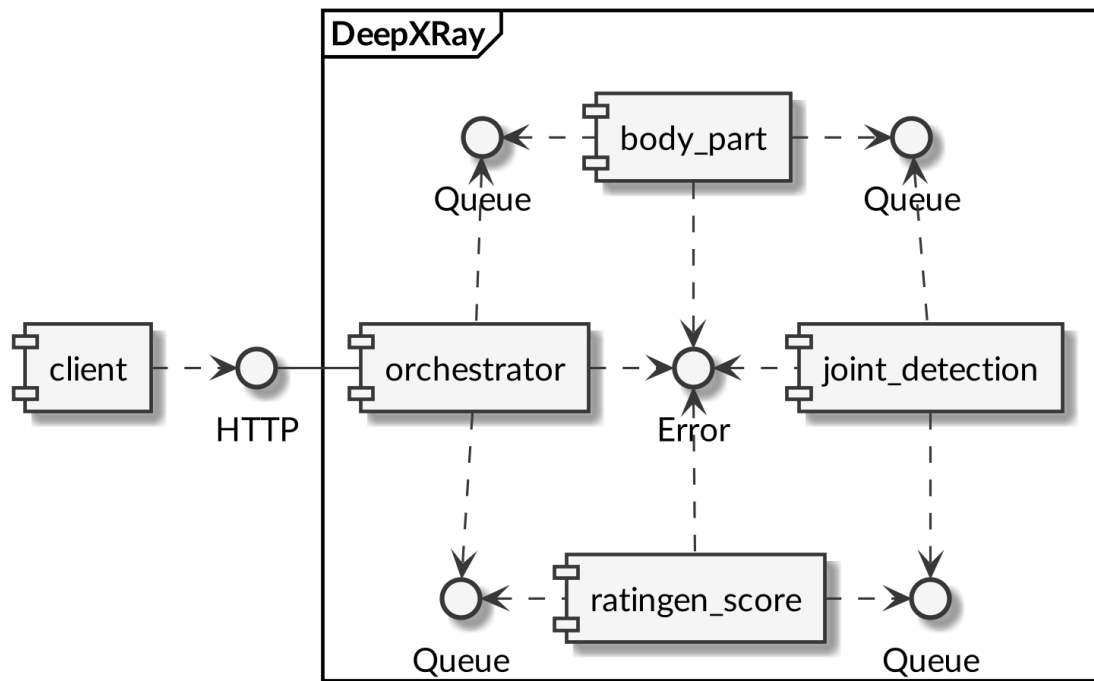 DeepXRay
body_part
Queue
Queue
client
orchestrator
joint_detection
HTTP
Error
ratingen_score
Queue
Queue